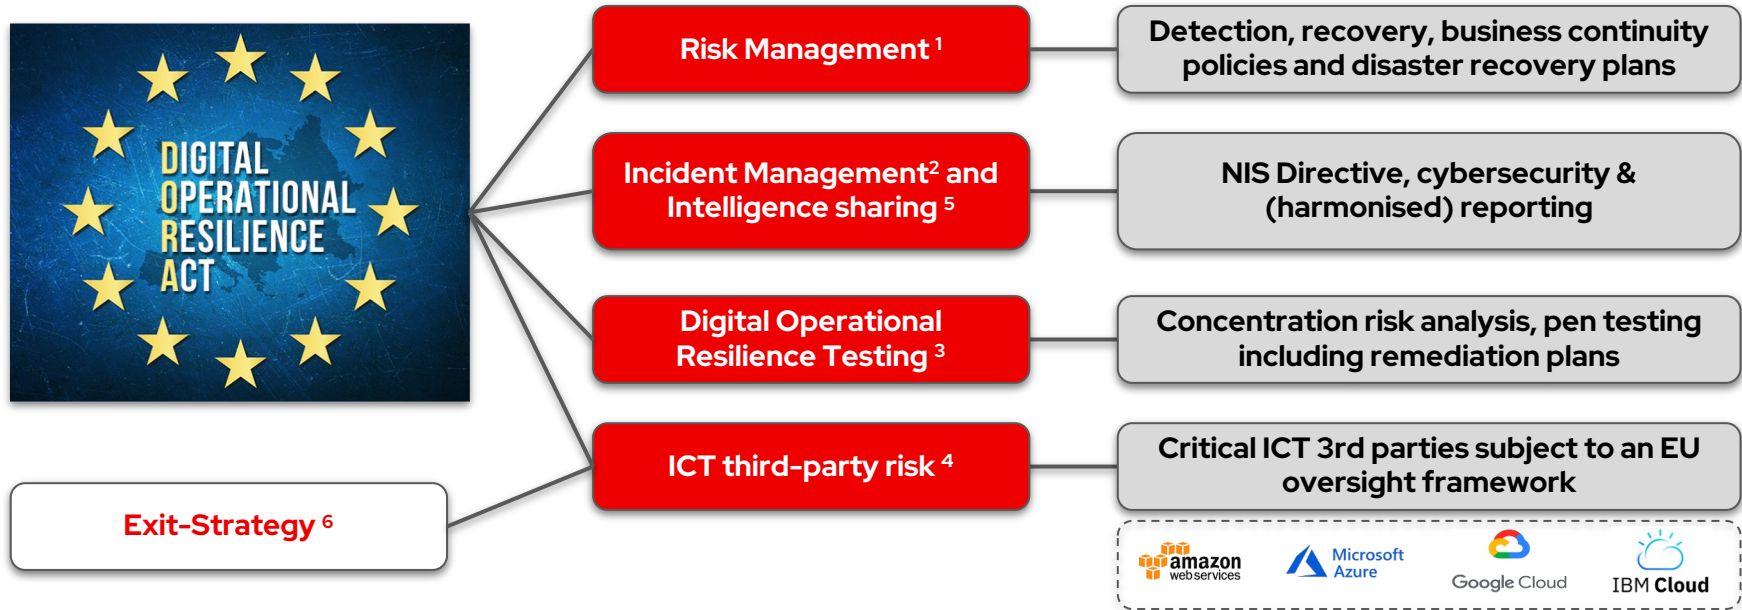 DIGITAL
OPERATIONAL
RESILIENCE
ACT
Risk Management ¹
Detection, recovery, business continuity
policies and disaster recovery plans
Incident Management² and
Intelligence sharing ⁵
NIS Directive, cybersecurity &
(harmonised) reporting
Digital Operational
Resilience Testing ³
Concentration risk analysis, pen testing
including remediation plans
ICT third-party risk ⁴
Critical ICT 3rd parties subject to an EU
oversight framework
Exit-Strategy ⁶
amazon
webservices
Microsoft
Azure
Google Cloud
IBM Cloud